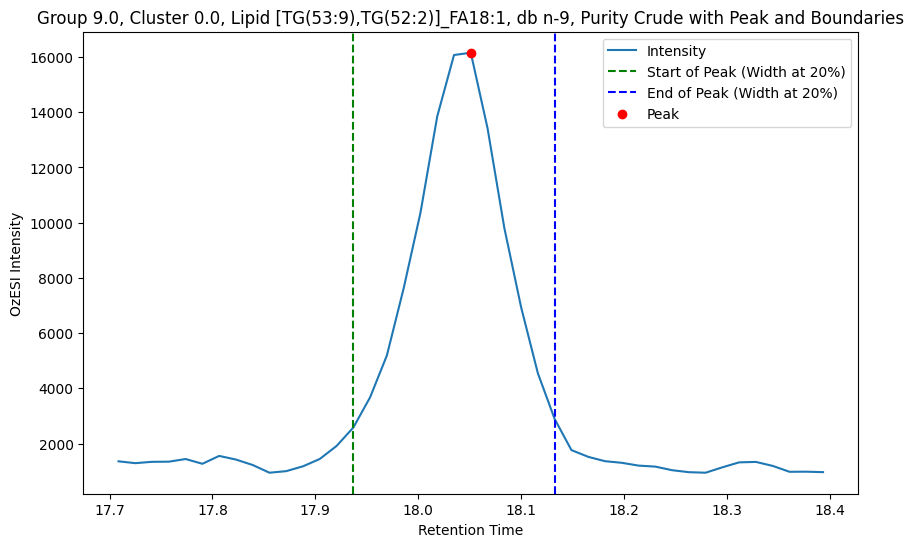 Group 9.0, Cluster 0.0, Lipid [TG(53:9),TG(52:2)]_FA18:1, db n-9, Purity Crude with Peak and Boundaries
Intensity
Start of Peak (Width at 20%)
End of Peak (Width at 20%)
Peak
OzESI Intensity
16000
14000
12000
10000
8000
6000
4000
2000
17.7 17.8 17.9 18.0 18.1 18.2 18.3 18.4
Retention Time